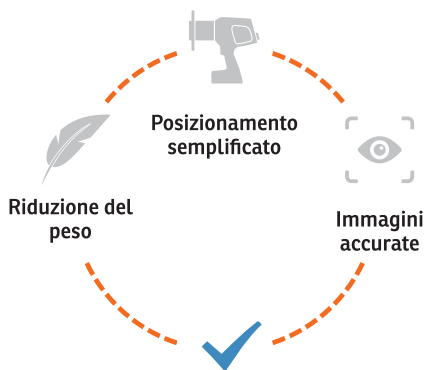 Posizionamento
semplificato
Riduzione del
peso
Immagini
accurate